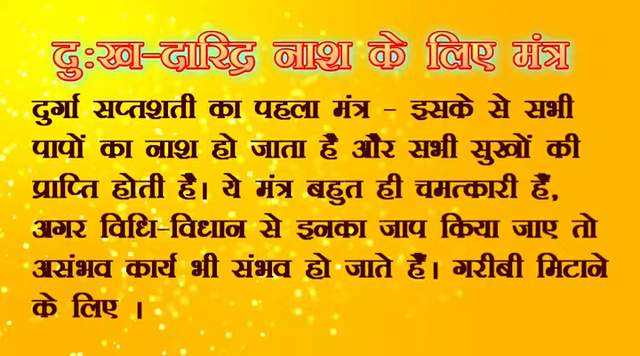 दुःख-दारिद्र नाश के लिए मंत्र
दुर्गा सप्तशती का पहला मंत्र - इसके से सभी
पापों का नाश हो जाता हैं और सभी सुखों की
प्राप्ति होती हैं। ये मंत्र बहुत ही चमत्कारी हैं,
अगर विधि-विधान से इनका जाप किया जाए तो
असंभव कार्य भी संभव हो जाते हैं। गरीबी मिटाने
के लिए ।